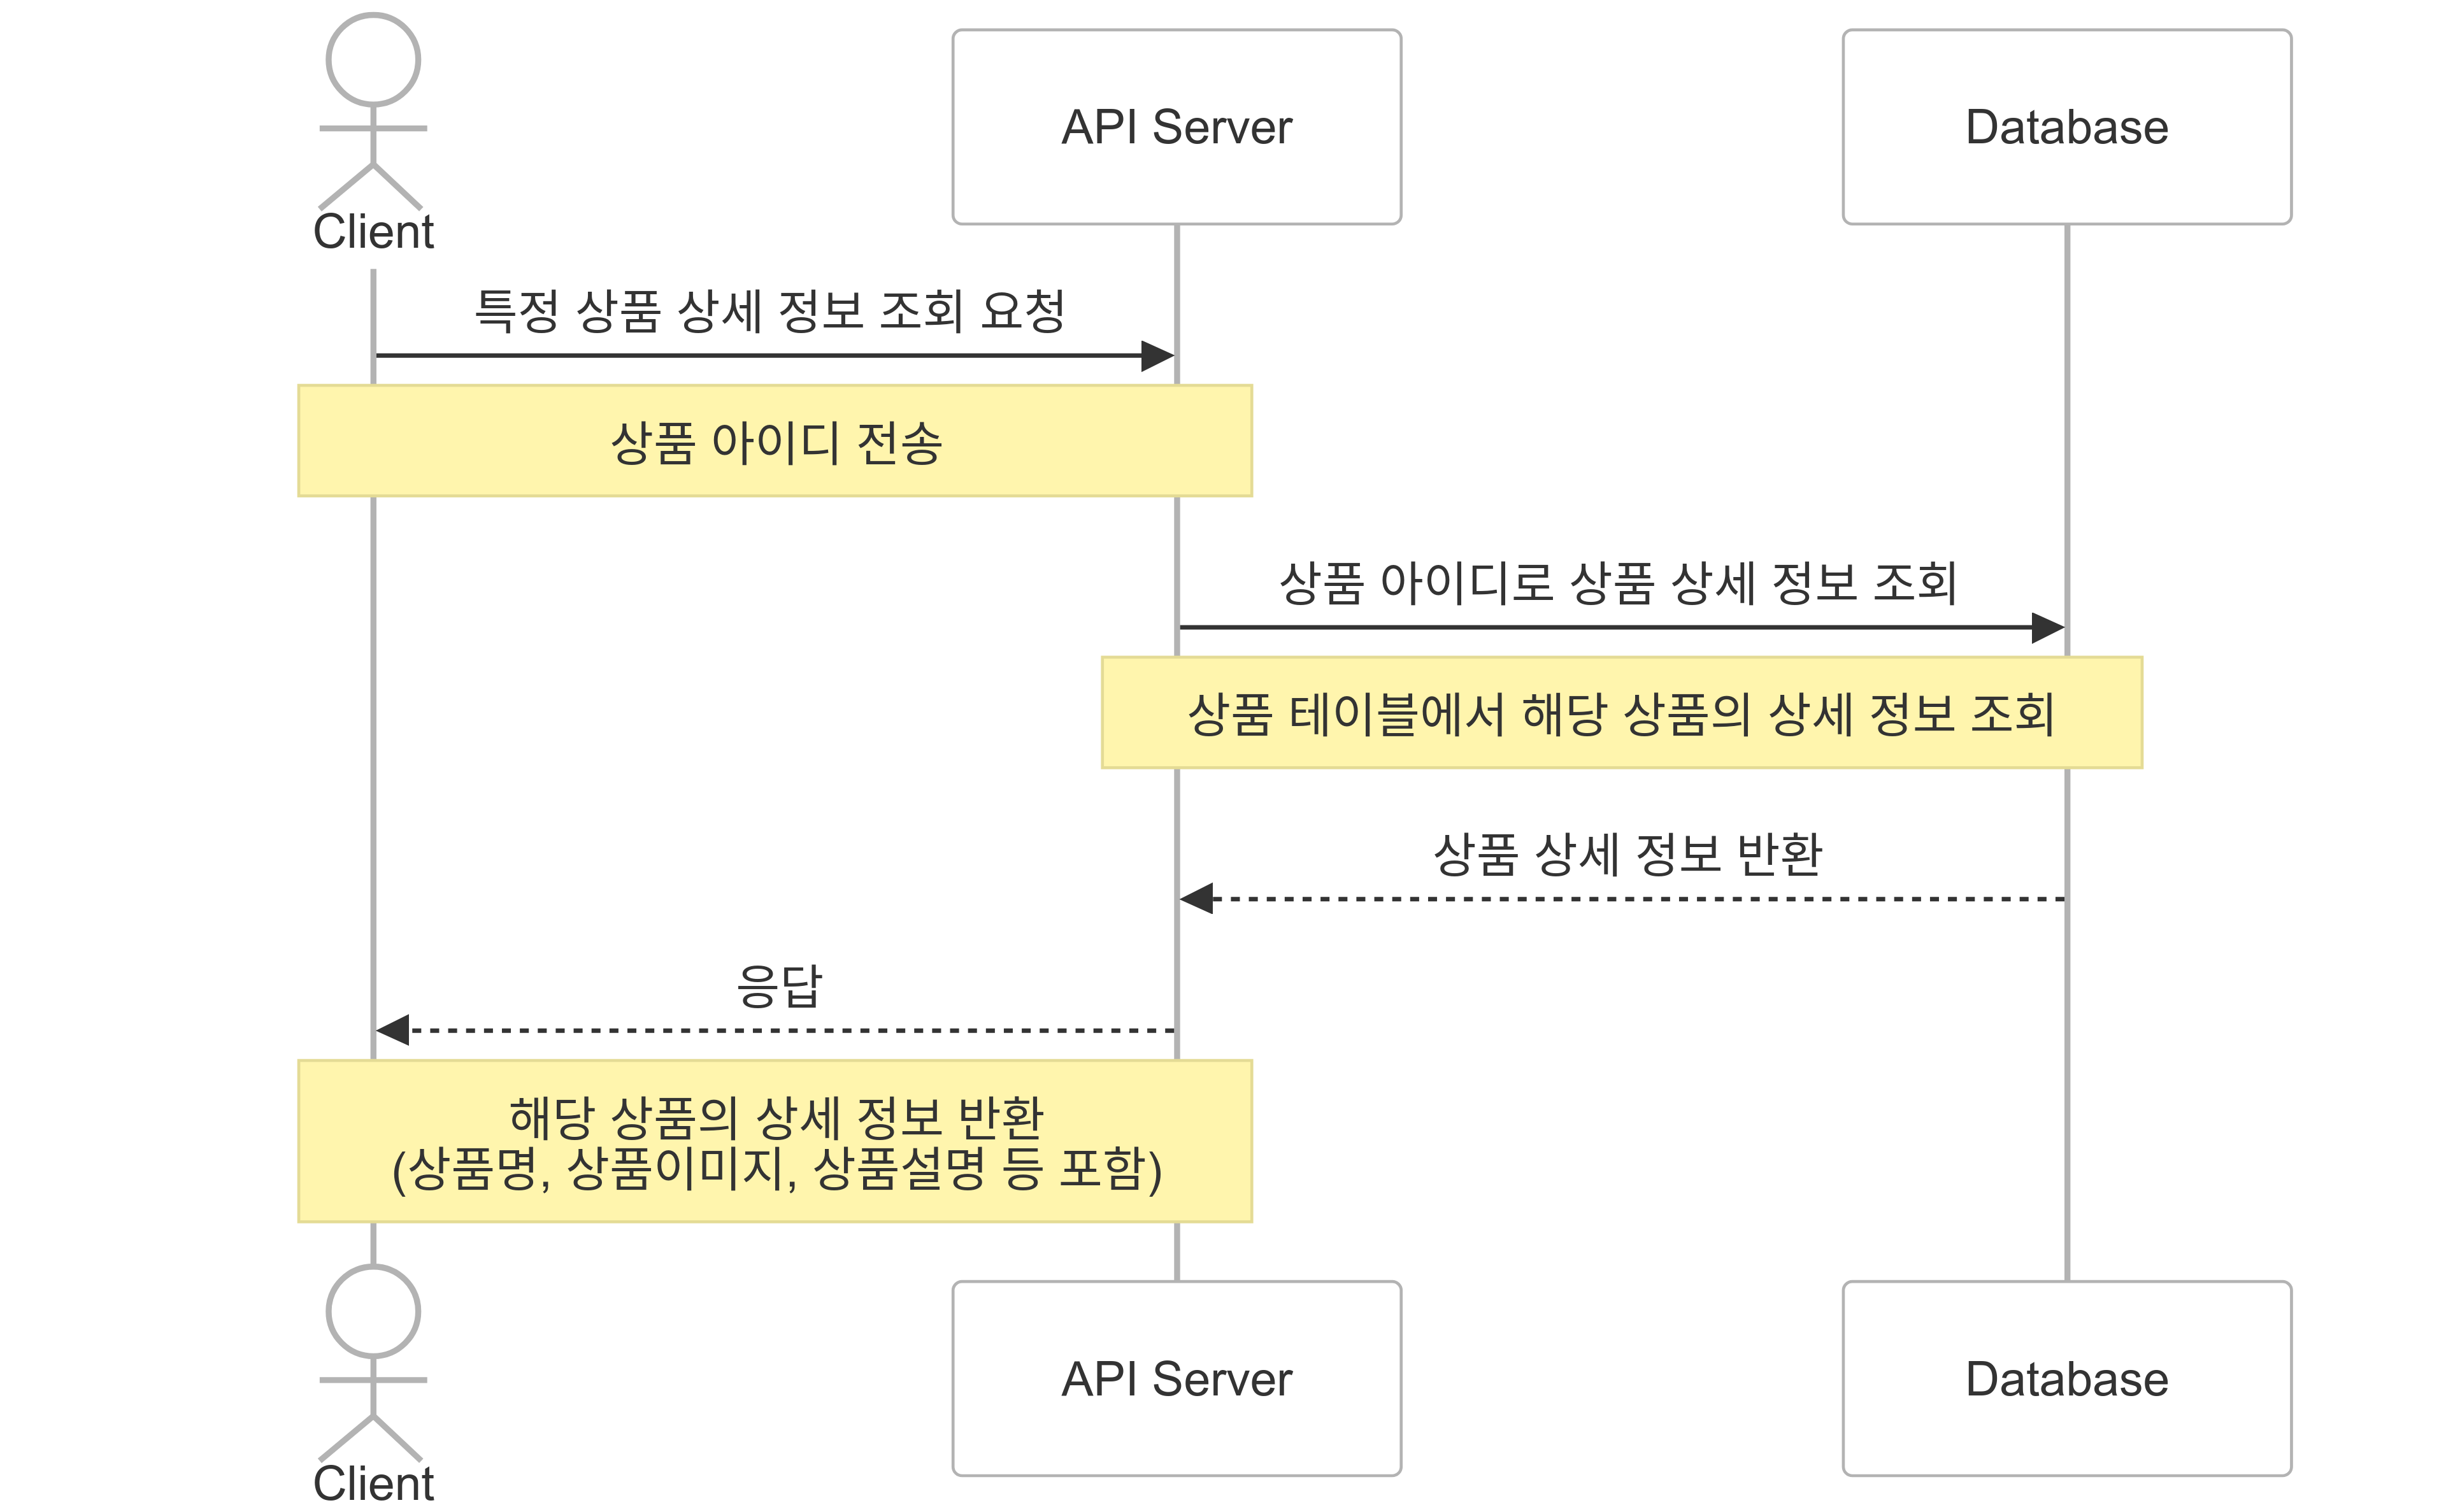 Client
API Server
Database
특정 상품 상세 정보 조회 요청
상품 아이디 전송
상품 아이디로 상품 상세 정보 조회
상품 테이블에서 해당 상품의 상세 정보 조회
상품 상세 정보 반환
응답
해당 상품의 상세 정보 반환
(상품명, 상품이미지, 상품설명 등 포함)
Client
API Server
Database